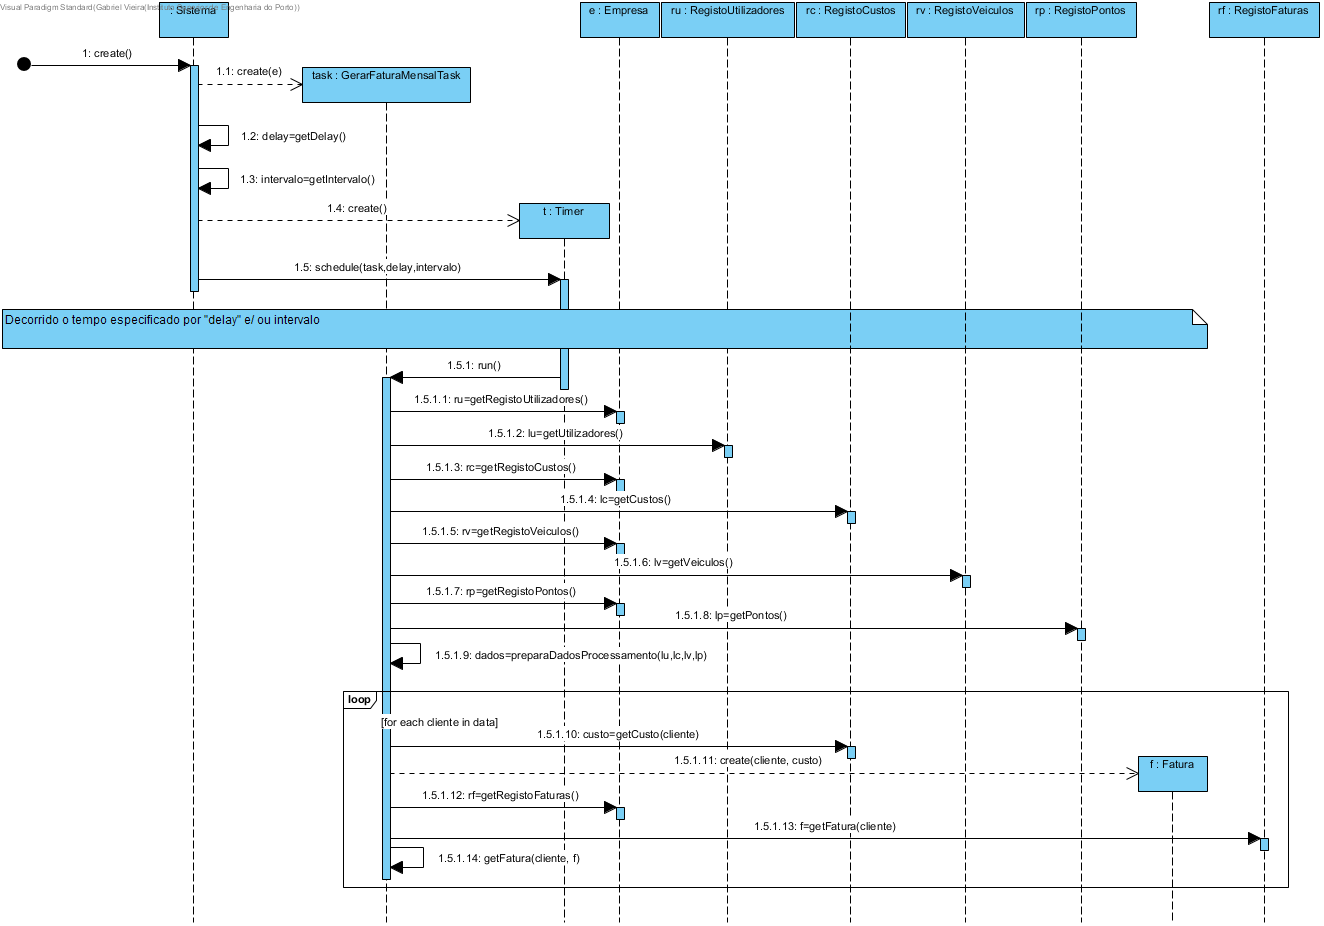 Visual Paradigm Standard(Gabriel Vieira(Instituto Superior de Engenharia do Porto))
: Sistema
e : Empresa
ru : RegistoUtilizadores
rc : RegistoCustos
rv : RegistoVeiculos
rp : RegistoPontos
rf : RegistoFaturas
1: create()
1.1: create(e)
task : GerarFaturaMensalTask
1.2: delay=getDelay()
1.3: intervalo=getIntervalo()
1.4: create()
t : Timer
1.5: schedule(task,delay,intervalo)
Decorrido o tempo especificado por "delay" e/ ou intervalo
1.5.1: run()
1.5.1.1: ru=getRegistoUtilizadores()
1.5.1.2: lu=getUtilizadores()
1.5.1.3: rc=getRegistoCustos()
1.5.1.4: lc=getCustos()
1.5.1.5: rv=getRegistoVeiculos()
1.5.1.6: lv=getVeiculos()
1.5.1.7: rp=getRegistoPontos()
1.5.1.8: lp=getPontos()
1.5.1.9: dados=preparaDadosProcessamento(lu,lc,lv,lp)
loop
[for each cliente in data]
1.5.1.10: custo=getCusto(cliente)
1.5.1.11: create(cliente, custo)
f : Fatura
1.5.1.12: rf=getRegistoFaturas()
1.5.1.13: f=getFatura(cliente)
1.5.1.14: getFatura(cliente, f)